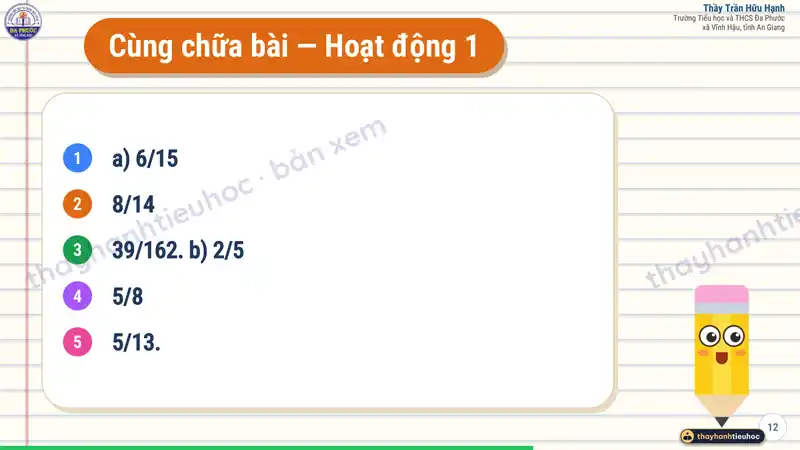 Thầy Trần Hữu Hạnh
Trường Tiểu học và THCS Đa Phước
xã Vĩnh Hậu, tỉnh An Giang
ĐA PHƯỚC
Cùng chữa bài – Hoạt động 1
1 a) 6/15
2 8/14
3 39/162. b) 2/5
4 5/8
5 5/13.
thayhanhtieuhoc · bản xem
thayhanhtieuhoc
12